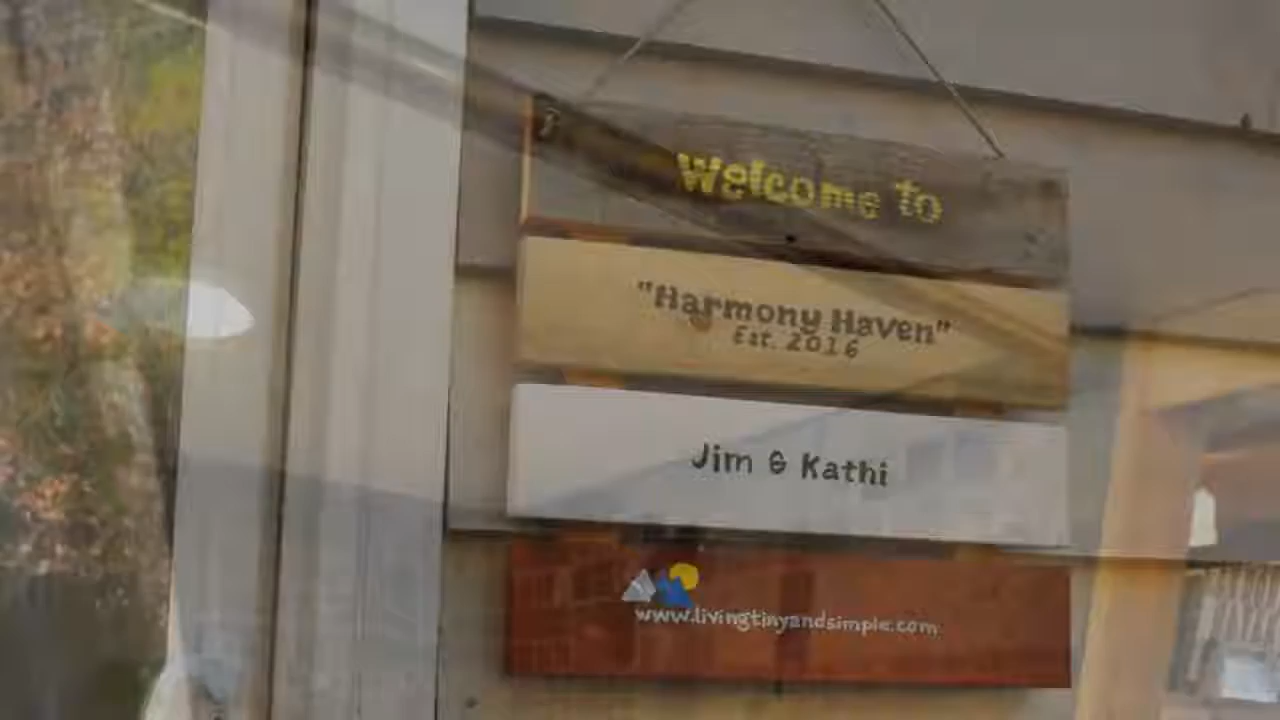 Welcome to
"Harmony Haven"
Est. 2016
Jim & Kathi
www.livingtinyandsimple.com